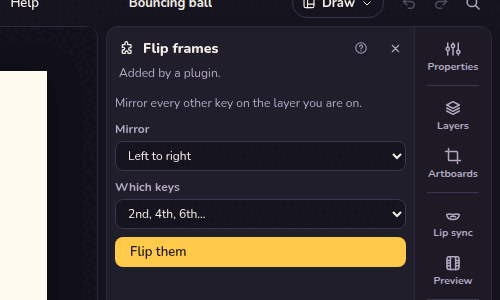 Help
Bouncing ball
Draw
Flip frames
Added by a plugin.
Mirror every other key on the layer you are on.
Mirror
Left to right
Which keys
2nd, 4th, 6th...
Flip them
Properties
Layers
Artboards
Lip sync
Preview